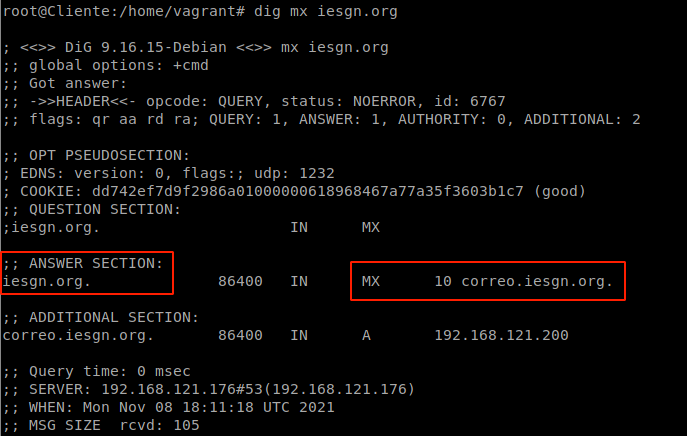 root@Cliente:/home/vagrant# dig mx iesgn.org
; <<>> DiG 9.16.15-Debian <<>> mx iesgn.org
;; global options: +cmd
;; Got answer:
;; ->>HEADER<<- opcode: QUERY, status: NOERROR, id: 6767
;; flags: qr aa rd ra; QUERY: 1, ANSWER: 1, AUTHORITY: 0, ADDITIONAL: 2
;; OPT PSEUDOSECTION:
; EDNS: version: 0, flags:; udp: 1232
; COOKIE: dd742ef7d9f2986a01000000618968467a77a35f3603b1c7 (good)
;; QUESTION SECTION:
;iesgn.org. IN MX
;; ANSWER SECTION:
iesgn.org. 86400 IN MX 10 correo.iesgn.org.
;; ADDITIONAL SECTION:
correo.iesgn.org. 86400 IN A 192.168.121.200
;; Query time: 0 msec
;; SERVER: 192.168.121.176#53(192.168.121.176)
;; WHEN: Mon Nov 08 18:11:18 UTC 2021
;; MSG SIZE rcvd: 105